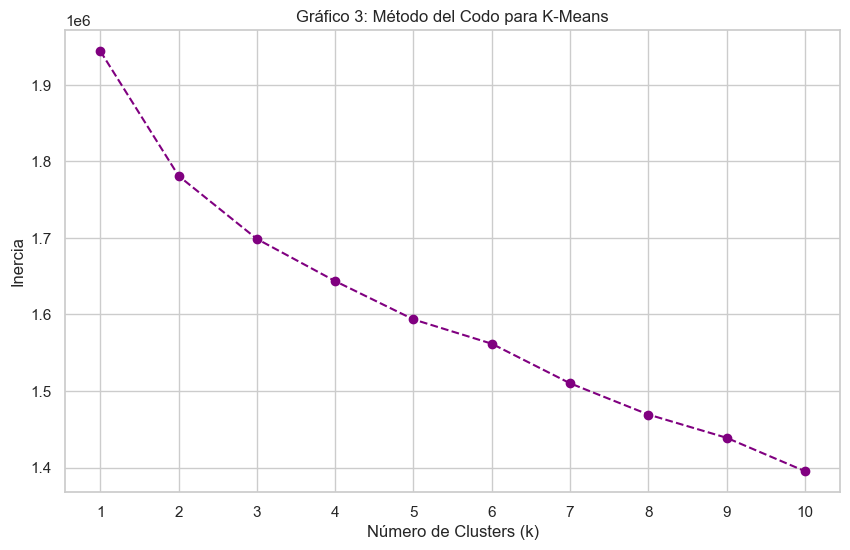 Gráfico 3: Método del Codo para K-Means
1e6
1.9
1.8
1.7
1.6
1.5
1.4
Inercia
1 2 3 4 5 6 7 8 9 10
Número de Clusters (k)